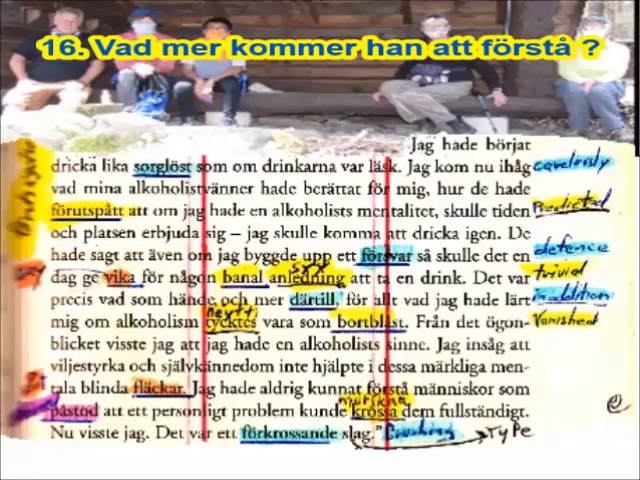 16. Vad mer kommer han att förstå ?
Jag hade börjat
dricka lika sorglöst som om drinkarna var läsk. Jag kom nu ihåg carelessly
vad mina alkoholistvänner hade berättat för mig, hur de hade
förutspått att om jag hade en alkoholists mentalitet, skulle tiden Predicted
och platsen erbjuda sig – jag skulle komma att dricka igen. De
hade sagt att även om jag byggde upp ett försvar så skulle det en defence
dag ge vika för någon banal anledning att ta en drink. Det var trivial
precis vad som hände och mer därtill, för allt vad jag hade lärt in addition
mig om alkoholism tycktes vara som bortblåst. Från det ögon- Vanished
blicket visste jag att jag hade en alkoholists sinne. Jag insåg att
viljestyrka och självkännedom inte hjälpte i dessa märkliga men-
tala blinda fläckar. Jag hade aldrig kunnat förstå människor som
påstod att ett personligt problem kunde krossa dem fullständigt.
Nu visste jag. Det var ett förkrossande slag." Crushing TYPE